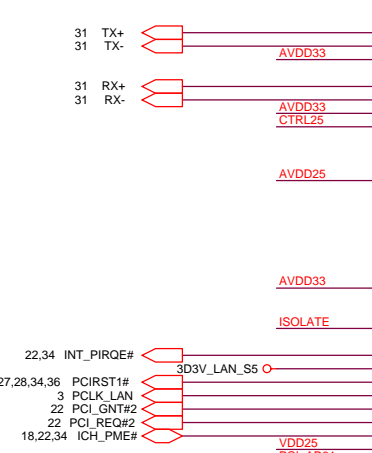 31 TX+
31 TX-
AVDD33
31 RX+
31 RX-
AVDD33
CTRL25
AVDD25
AVDD33
ISOLATE
22,34 INT_PIRQE#
3D3V_LAN_S5
27,28,34,36 PCIRST1#
3 PCLK_LAN
22 PCI_GNT#2
22 PCI_REQ#2
18,22,34 ICH_PME#
VDD25